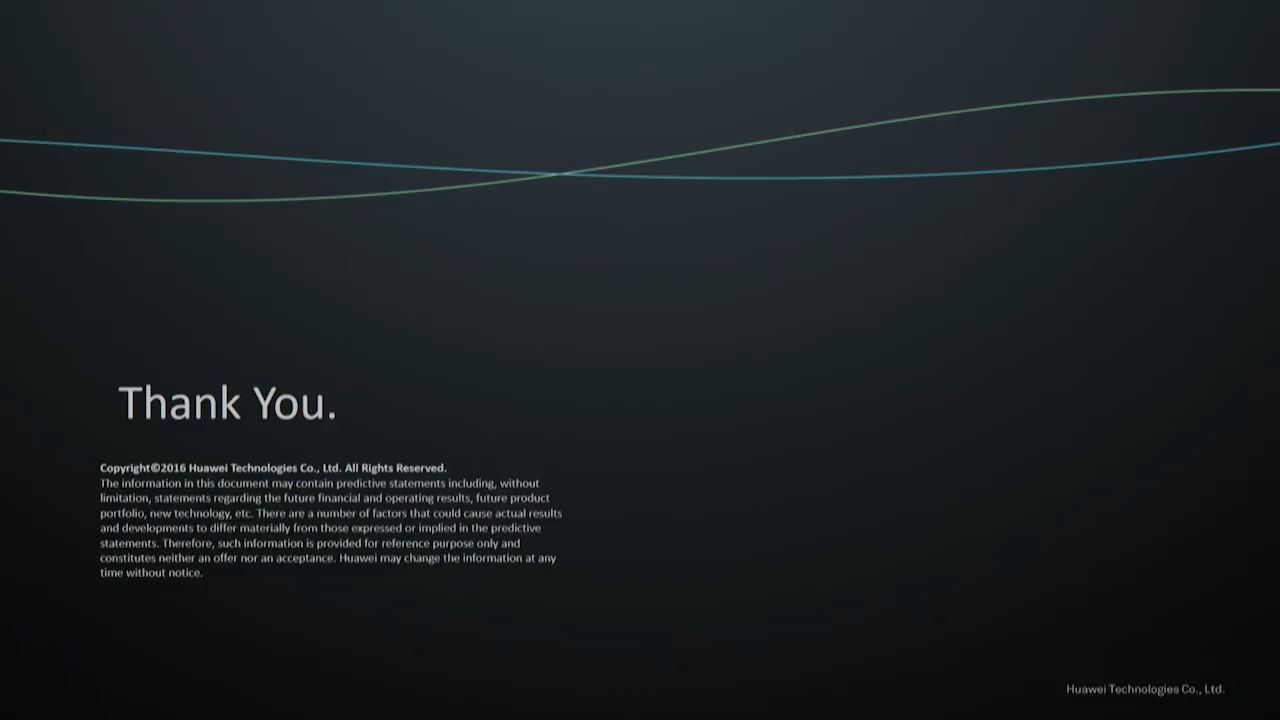 Thank You.
Copyright©2016 Huawei Technologies Co., Ltd. All Rights Reserved.
The information in this document may contain predictive statements including, without
limitation, statements regarding the future financial and operating results, future product
portfolio, new technology, etc. There are a number of factors that could cause actual results
and developments to differ materially from those expressed or implied in the predictive
statements. Therefore, such information is provided for reference purpose only and
constitutes neither an offer nor an acceptance. Huawei may change the information at any
time without notice.
Huawei Technologies Co., Ltd.